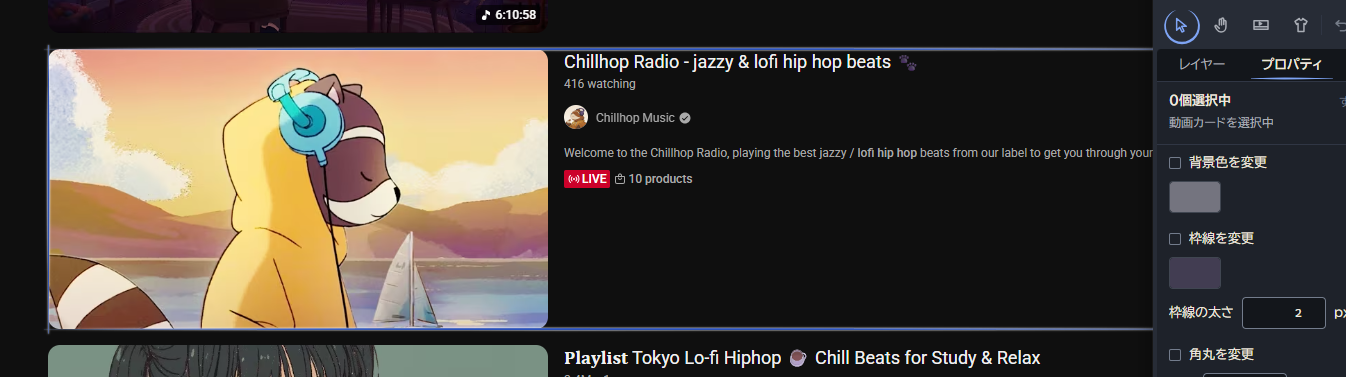 6:10:58
Chillhop Radio - jazzy & lofi hip hop beats
416 watching
Chillhop Music
Welcome to the Chillhop Radio, playing the best jazzy / lofi hip hop beats from our label to get you through your
LIVE
10 products
Playlist Tokyo Lo-fi Hiphop ☕ Chill Beats for Study & Relax
レイヤー
プロパティ
0個選択中
動画カードを選択中
背景色を変更
枠線を変更
枠線の太さ 2 px
角丸を変更